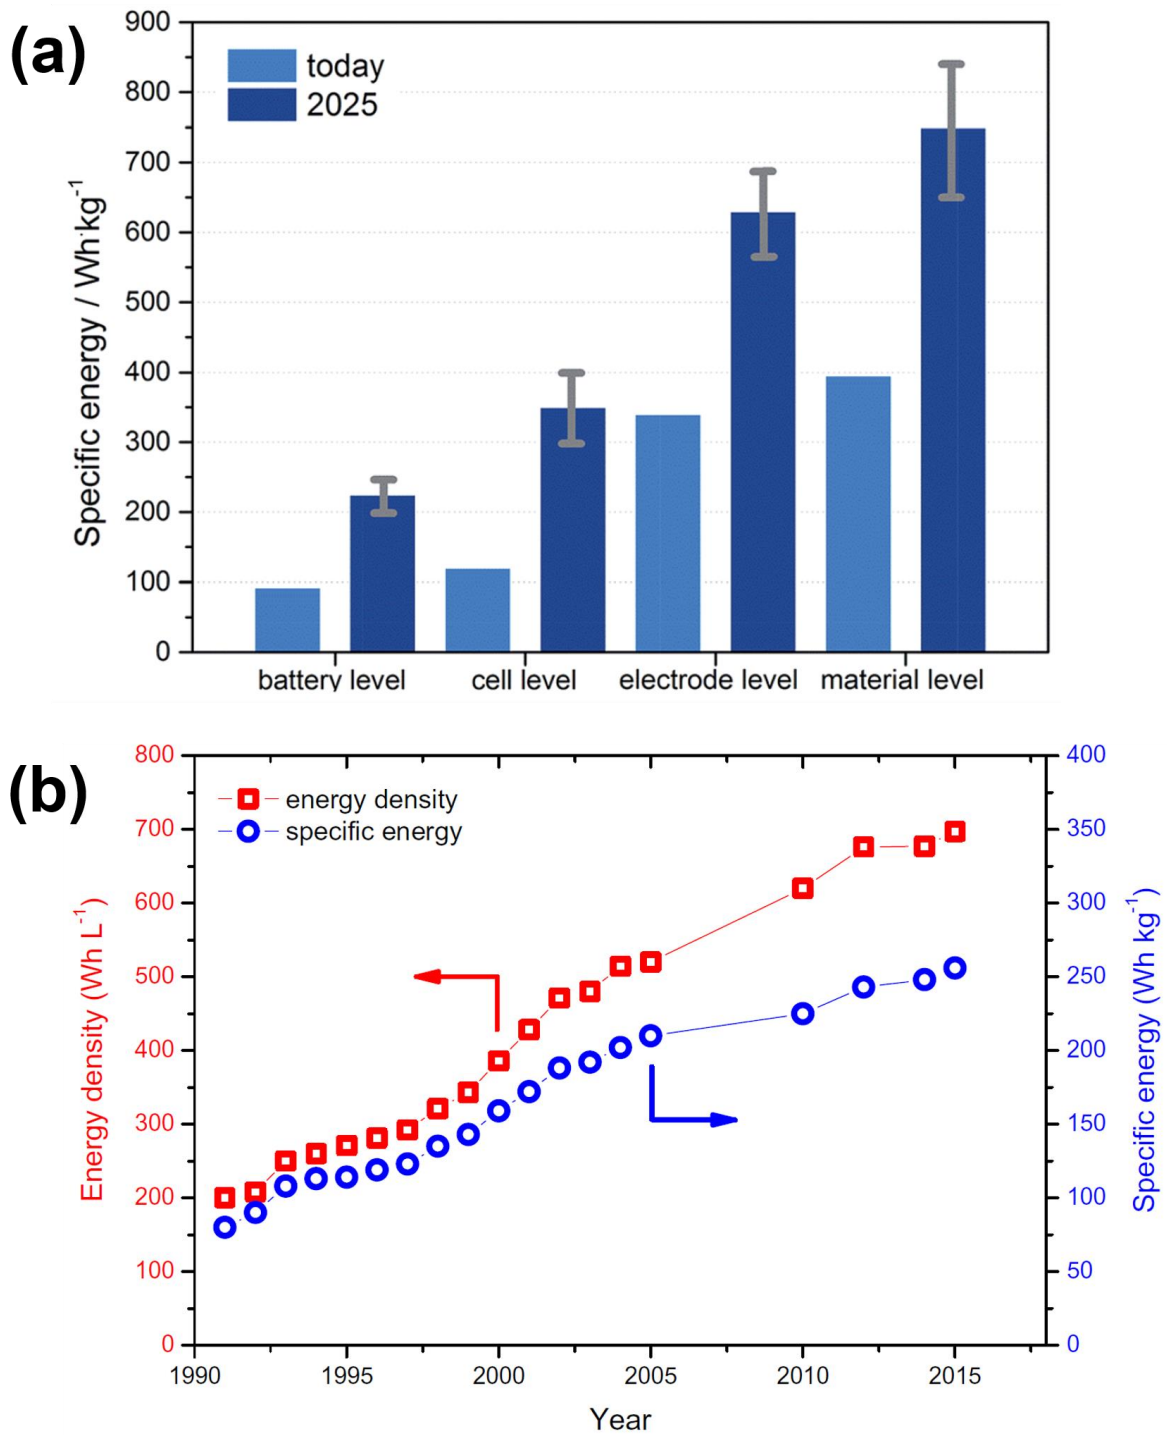 (a)
900
800
700
600
500
400
300
200
100
0
Specific energy / Wh·kg⁻¹
today
2025
battery level
cell level
electrode level
material level
(b)
800
700
600
500
400
300
200
100
0
Energy density (Wh L⁻¹)
energy density
specific energy
400
350
300
250
200
150
100
50
0
Specific energy (Wh kg⁻¹)
1990
1995
2000
2005
2010
2015
Year